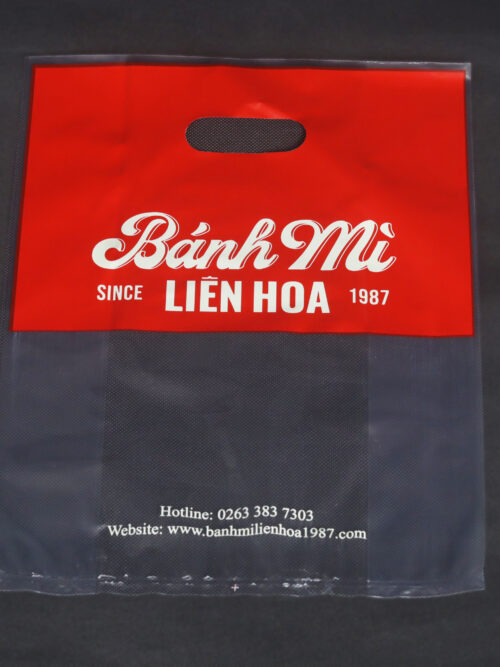 Bánh Mì
SINCE LIÊN HOA 1987
Hotline: 0263 383 7303
Website: www.banhmilienhoa1987.com